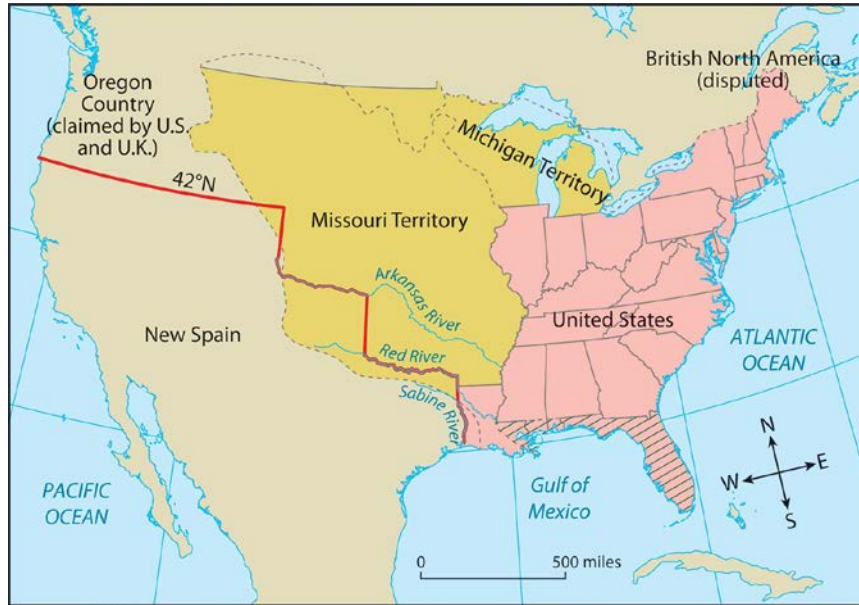 British North America
(disputed)
Oregon
Country
(claimed by U.S.
and U.K.)
42°N
Michigan Territory
Missouri Territory
Arkansas River
New Spain
United States
Red River
Sabine River
ATLANTIC
OCEAN
N
W
E
S
PACIFIC
OCEAN
Gulf of
Mexico
0
500 miles